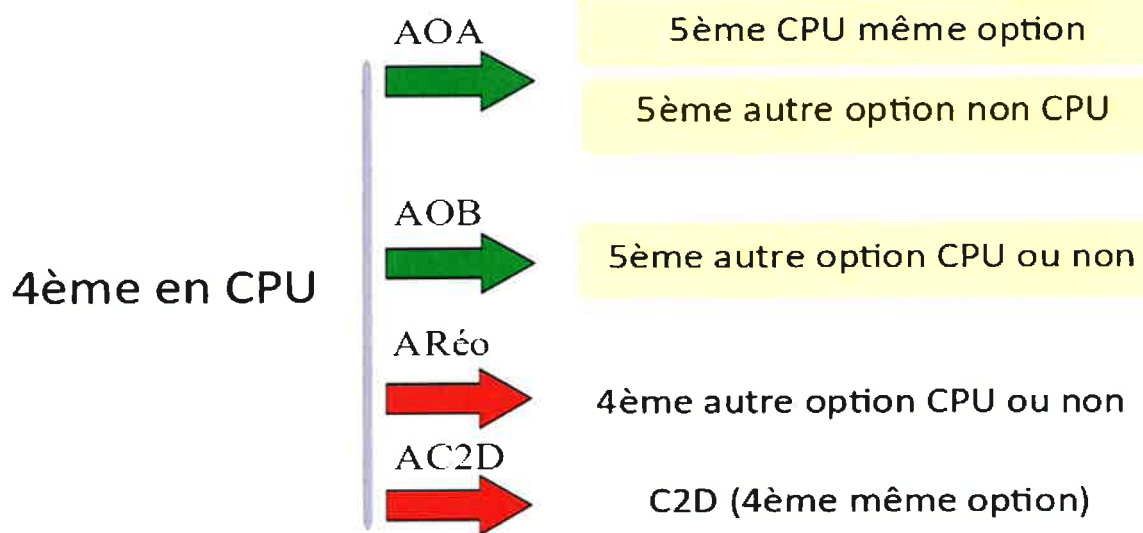 AOA
5ème CPU même option
5ème autre option non CPU
AOB
5ème autre option CPU ou non
4ème en CPU
ARéo
4ème autre option CPU ou non
AC2D
C2D (4ème même option)